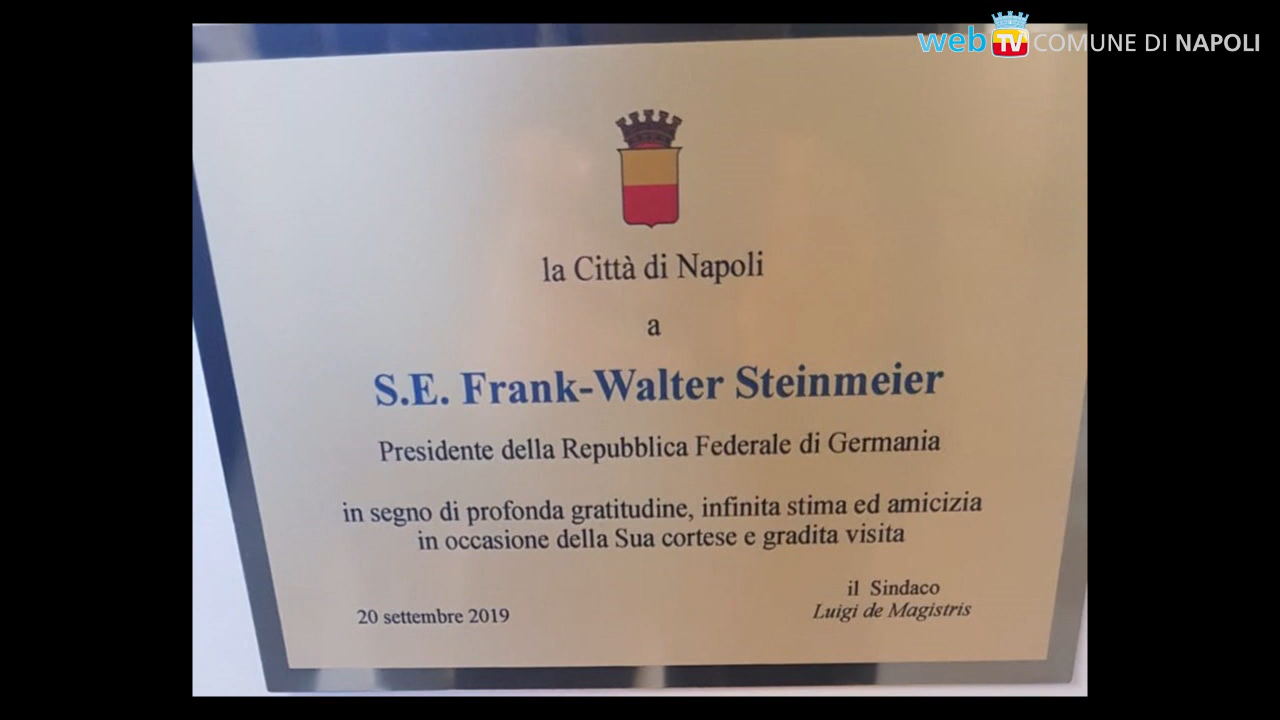 web TV COMUNE DI NAPOLI
la Città di Napoli
a
S.E. Frank-Walter Steinmeier
Presidente della Repubblica Federale di Germania
in segno di profonda gratitudine, infinita stima ed amicizia
in occasione della Sua cortese e gradita visita
il Sindaco
20 settembre 2019 Luigi de Magistris